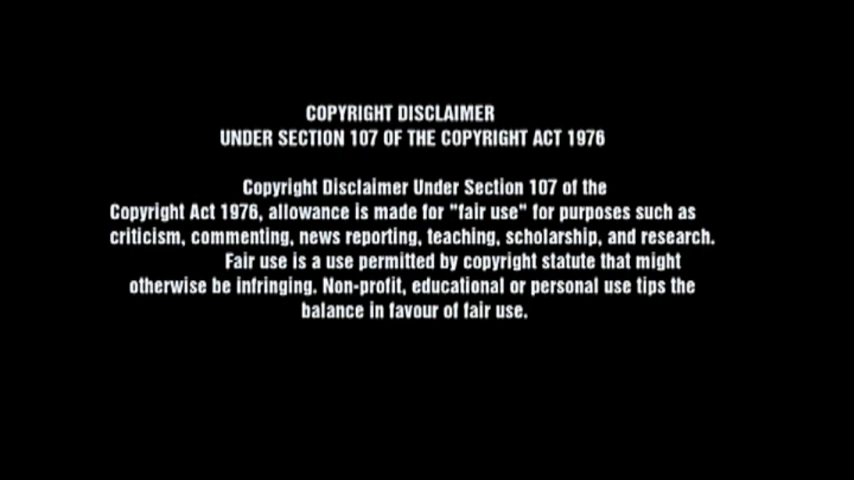 COPYRIGHT DISCLAIMER
UNDER SECTION 107 OF THE COPYRIGHT ACT 1976
Copyright Disclaimer Under Section 107 of the
Copyright Act 1976, allowance is made for "fair use" for purposes such as
criticism, commenting, news reporting, teaching, scholarship, and research.
Fair use is a use permitted by copyright statute that might
otherwise be infringing. Non-profit, educational or personal use tips the
balance in favour of fair use.